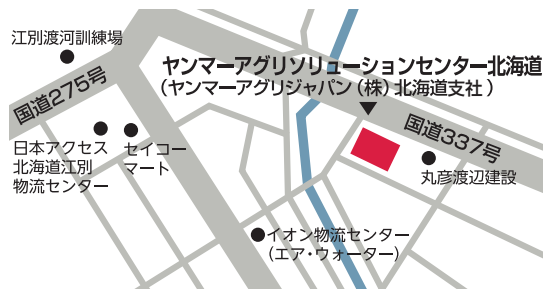 江別渡河訓練場
国道275号
ヤンマーアグリソリューションセンター北海道
（ヤンマーアグリジャパン（株）北海道支社）
国道337号
日本アクセス
北海道江別
物流センター
セイコー
マート
丸彦渡辺建設
イオン物流センター
（エア・ウォーター）